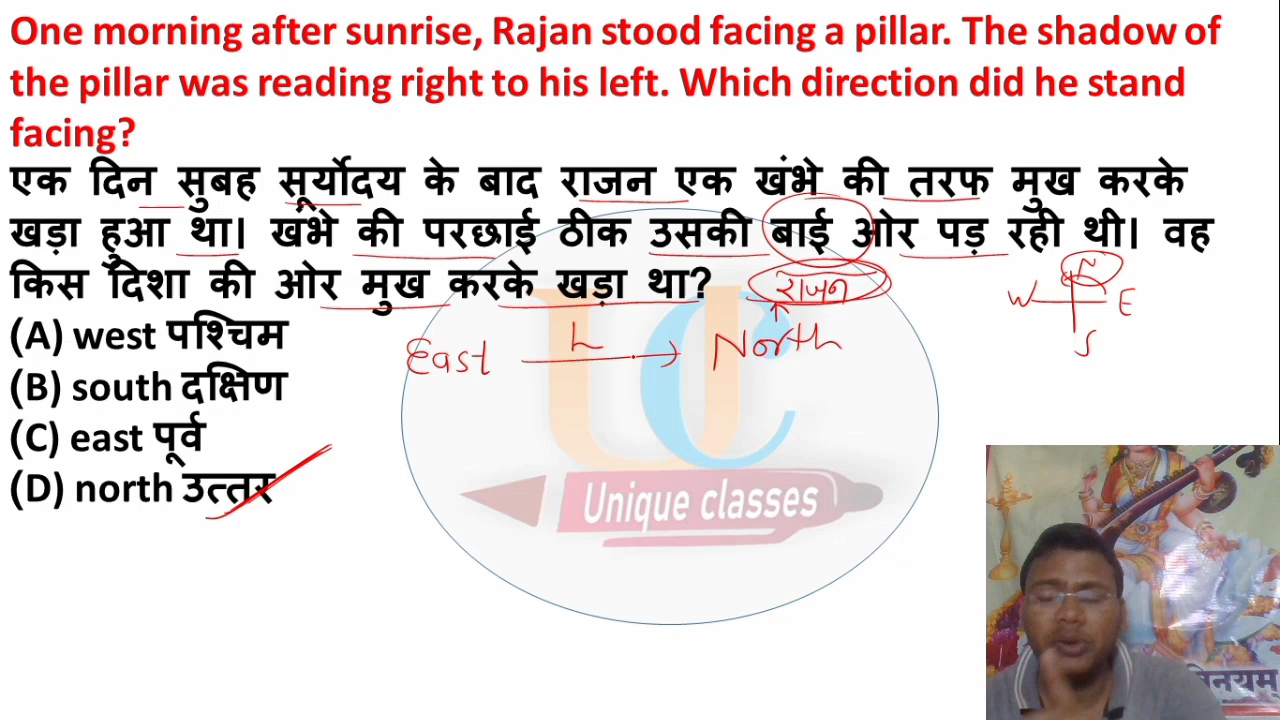 One morning after sunrise, Rajan stood facing a pillar. The shadow of
the pillar was reading right to his left. Which direction did he stand
facing?
एक दिन सुबह सूर्योदय के बाद राजन एक खंभे की तरफ मुख करके
खड़ा हुआ था। खंभे की परछाई ठीक उसकी बाई ओर पड़ रही थी। वह
किस दिशा की ओर मुख करके खड़ा था?
राजन
N
W E
S
(A) west पश्चिम
East L North
(B) south दक्षिण
(C) east पूर्व
(D) north उत्तर
UC
Unique classes